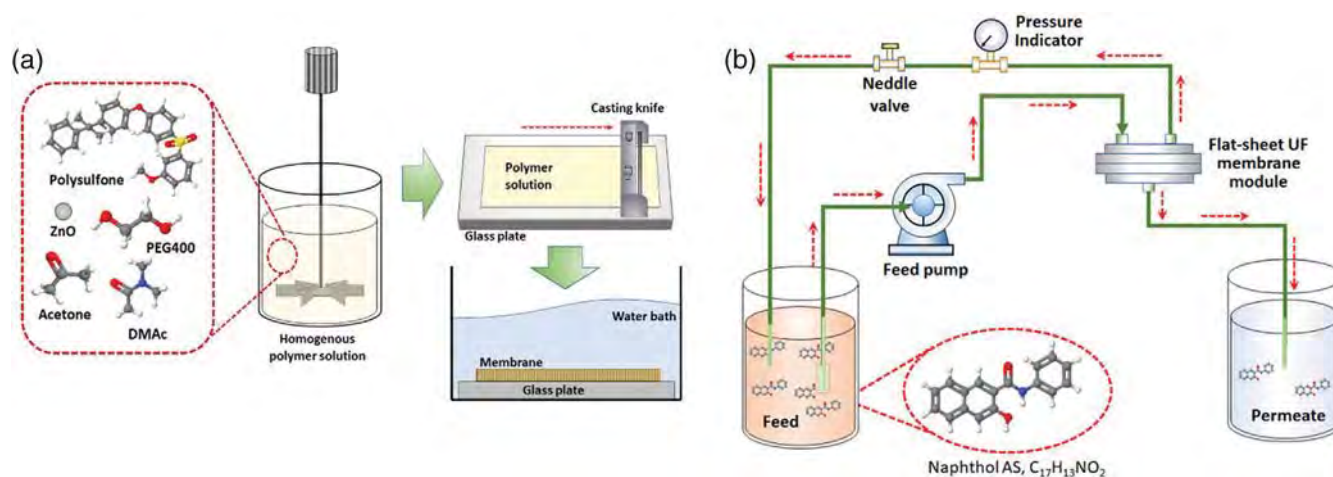 (a)
Polysulfone
ZnO
PEG400
Acetone
DMAc
Homogenous
polymer solution
Casting knife
Polymer
solution
Glass plate
Water bath
Membrane
Glass plate
(b)
Pressure
Indicator
Neddle
valve
Flat-sheet UF
membrane
module
Feed pump
Feed
Permeate
Naphthol AS, C₁₇H₁₃NO₂